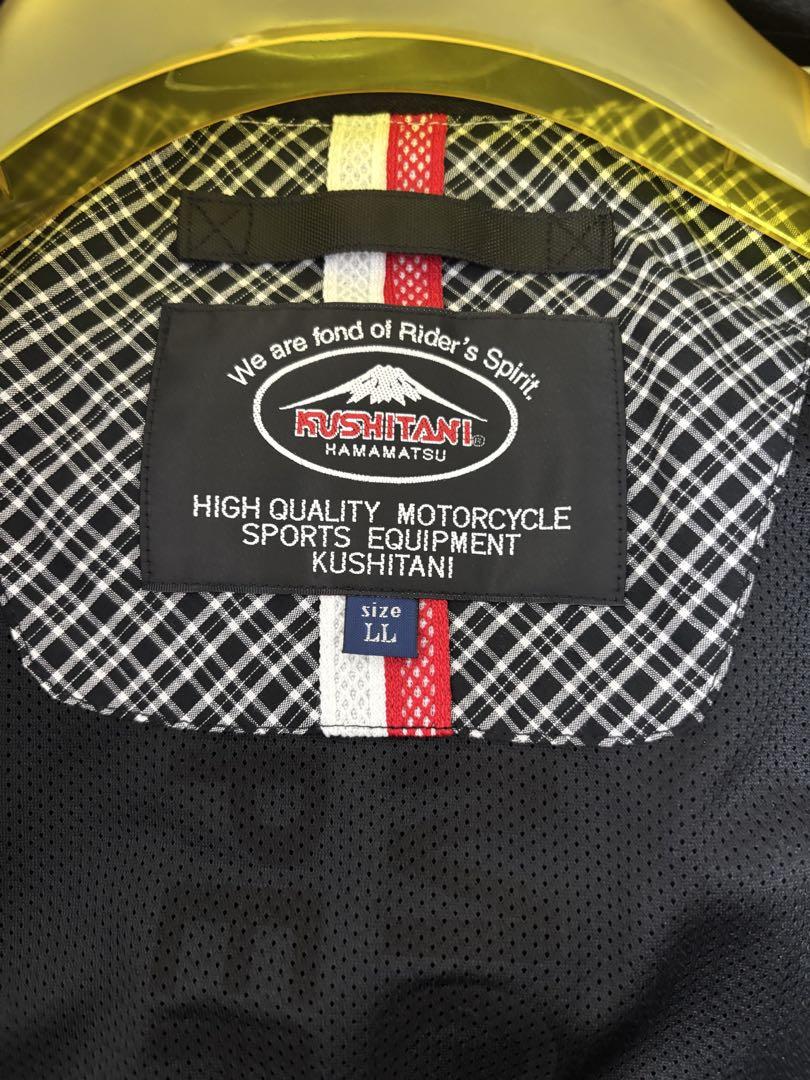 We are fond of Rider's Spirit.
KUSHITANI®
HAMAMATSU
HIGH QUALITY MOTORCYCLE
SPORTS EQUIPMENT
KUSHITANI
size
LL